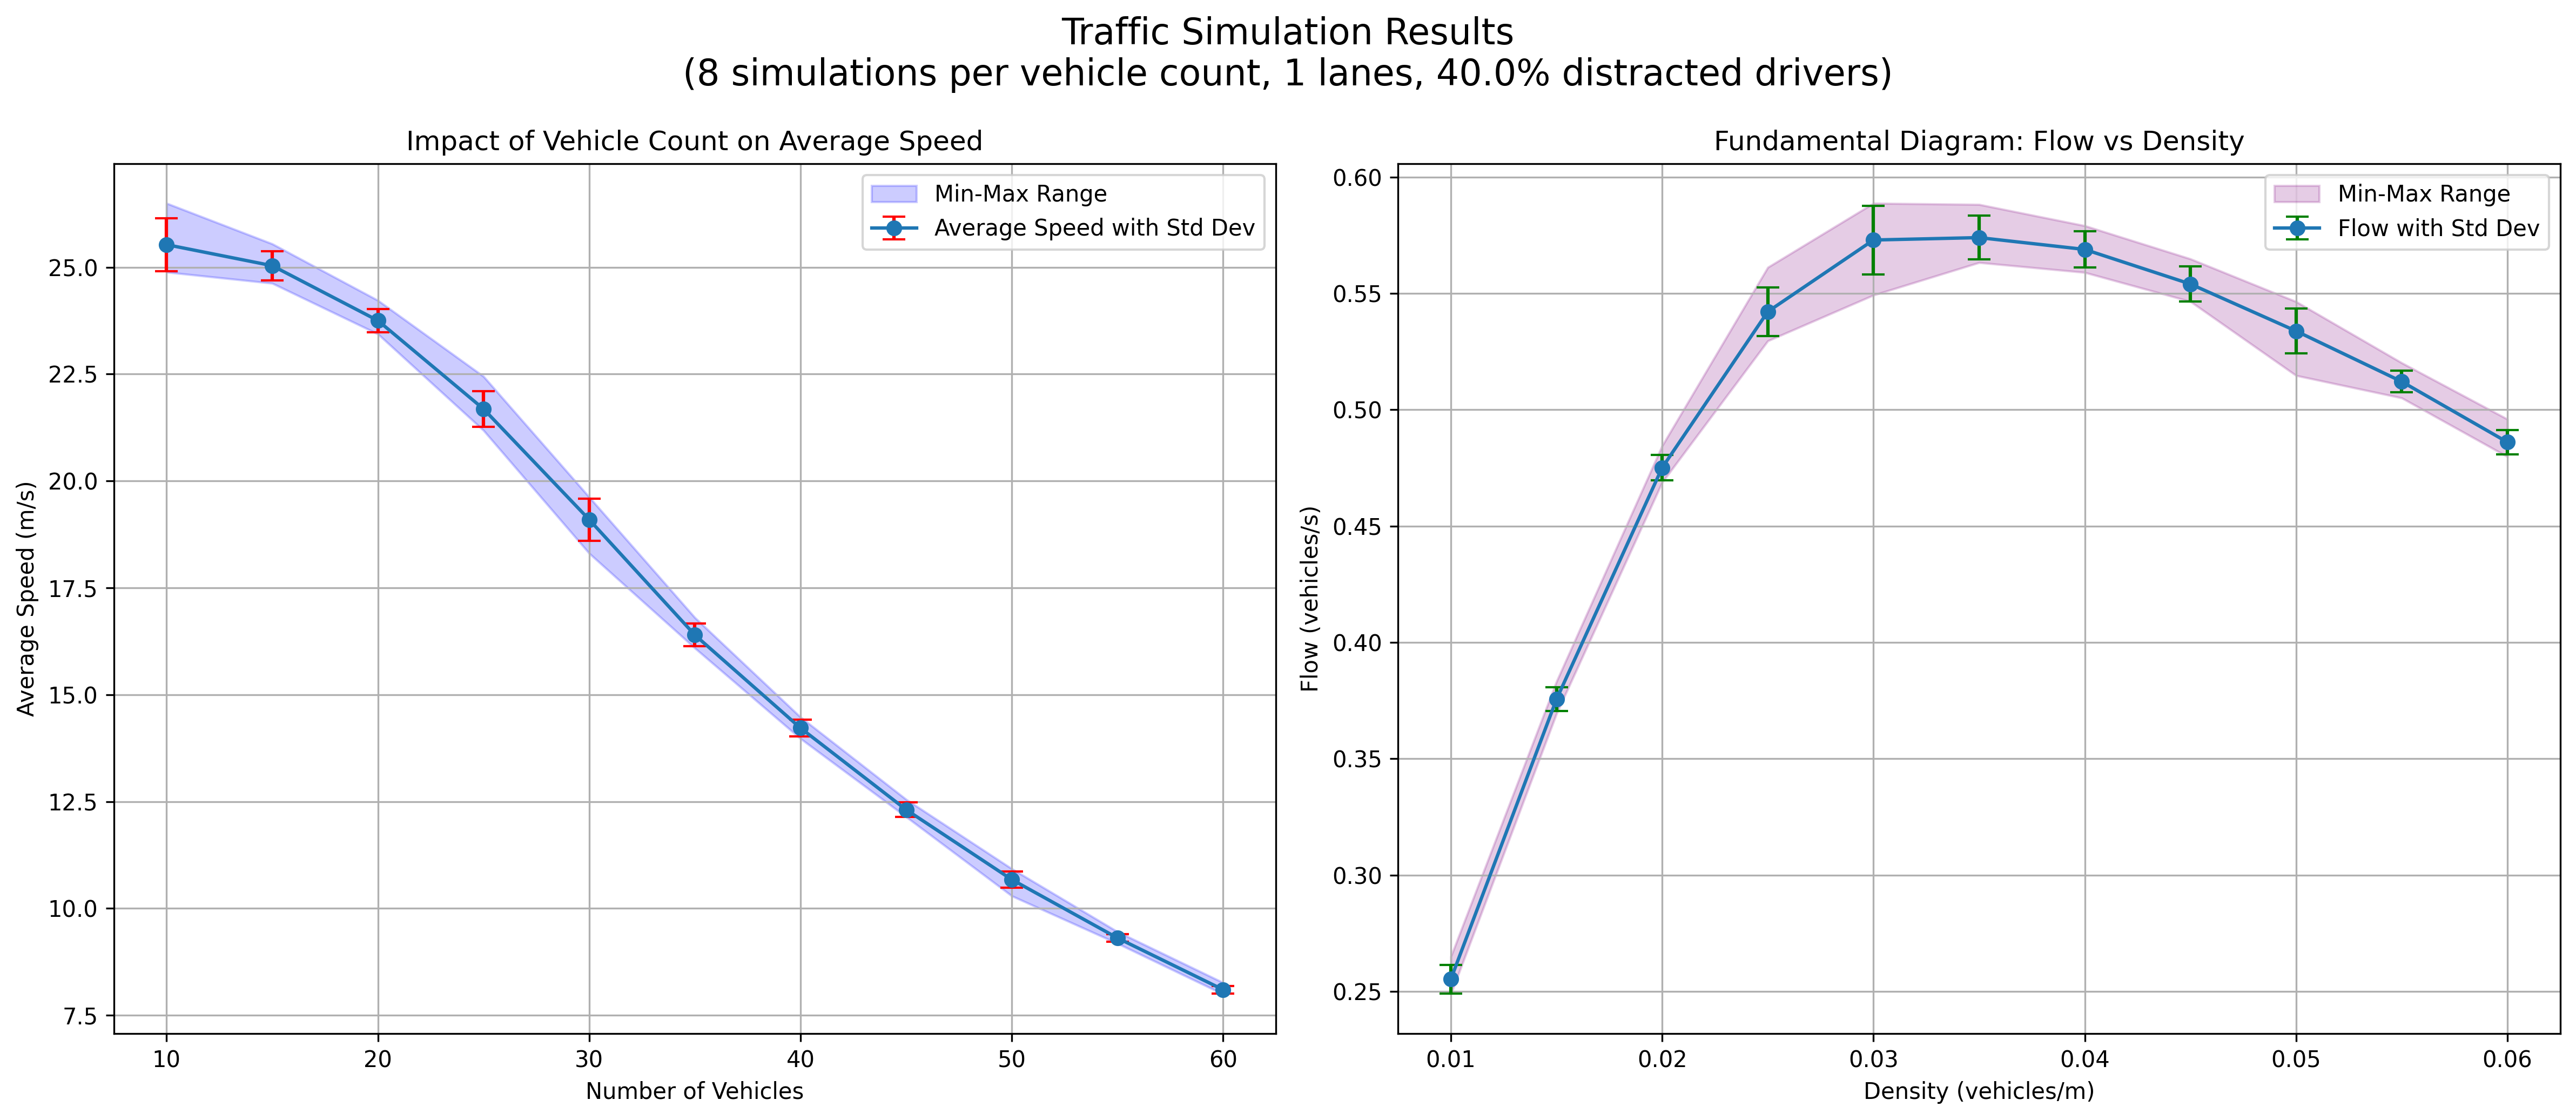 Traffic Simulation Results
(8 simulations per vehicle count, 1 lanes, 40.0% distracted drivers)
Impact of Vehicle Count on Average Speed
Min-Max Range
Average Speed with Std Dev
25.0
22.5
20.0
17.5
15.0
12.5
10.0
7.5
Average Speed (m/s)
10
20
30
40
50
60
Number of Vehicles
Fundamental Diagram: Flow vs Density
Min-Max Range
Flow with Std Dev
0.60
0.55
0.50
0.45
0.40
0.35
0.30
0.25
Flow (vehicles/s)
0.01
0.02
0.03
0.04
0.05
0.06
Density (vehicles/m)